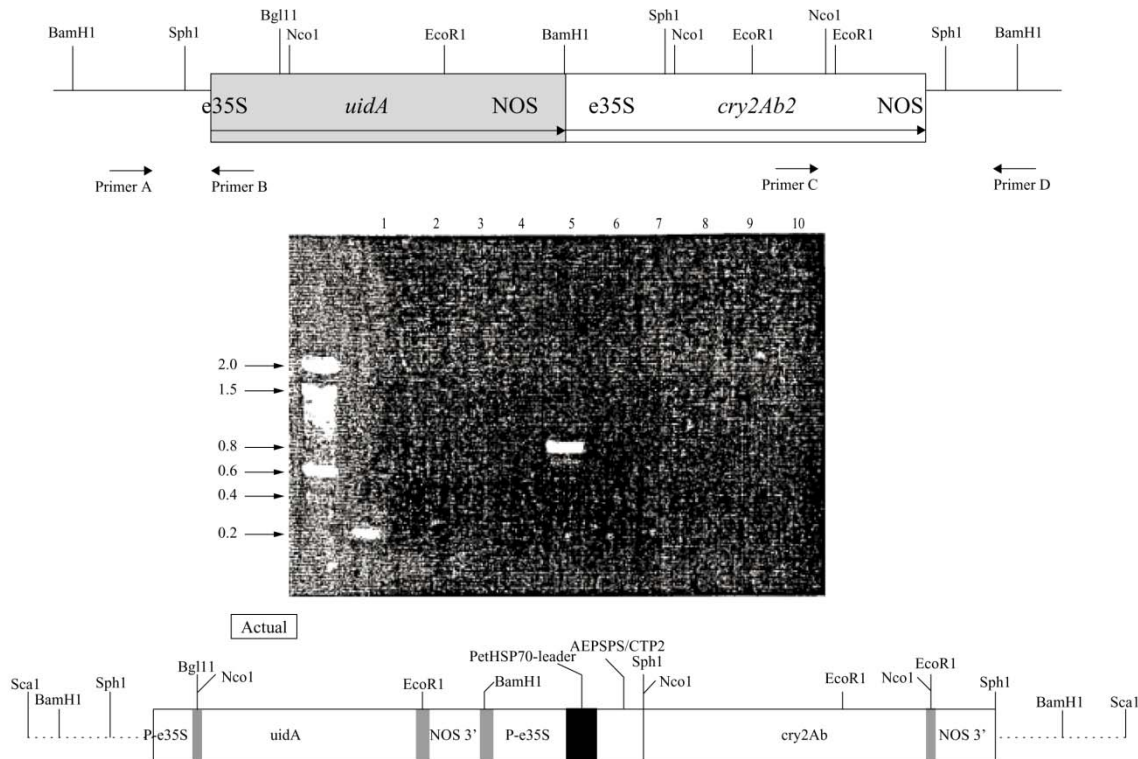 Bgl11 Nco1
BamH1 Sph1 Nco1 EcoR1 BamH1 Sph1 Nco1 EcoR1 EcoR1 Sph1 BamH1
e35S uidA NOS e35S cry2Ab2 NOS
Primer A Primer B Primer C Primer D
1 2 3 4 5 6 7 8 9 10
2.0
1.5
0.8
0.6
0.4
0.2
Actual
AEPSPS/CTP2
PetHSP70-leader
Bgl11 Sph1 EcoR1
Sca1 Sph1 Nco1 EcoR1 BamH1 Nco1 EcoR1 Nco1 Sph1 Sca1
BamH1 BamH1
P-e35S uidA NOS 3’ P-e35S cry2Ab NOS 3’